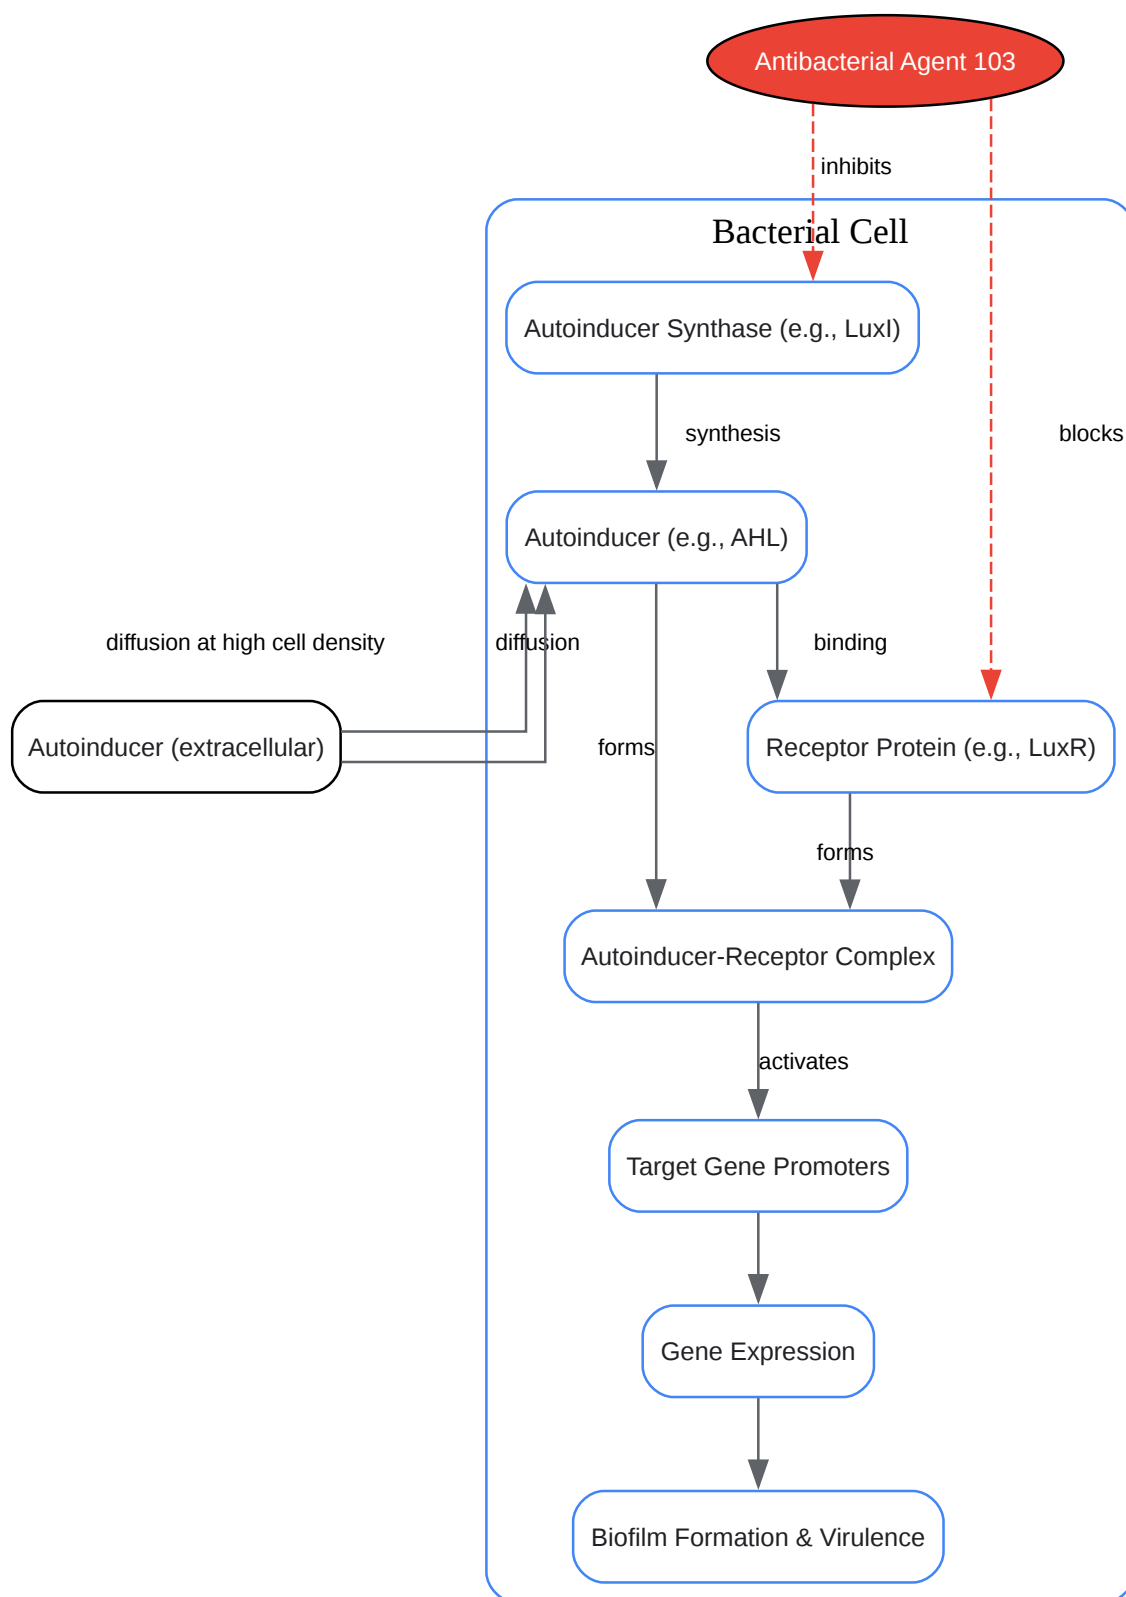 Antibacterial Agent 103
inhibits
Bacterial Cell
Autoinducer Synthase (e.g., LuxI)
synthesis
blocks
Autoinducer (e.g., AHL)
diffusion at high cell density
diffusion
binding
Autoinducer (extracellular)
forms
Receptor Protein (e.g., LuxR)
forms
Autoinducer-Receptor Complex
activates
Target Gene Promoters
Gene Expression
Biofilm Formation & Virulence